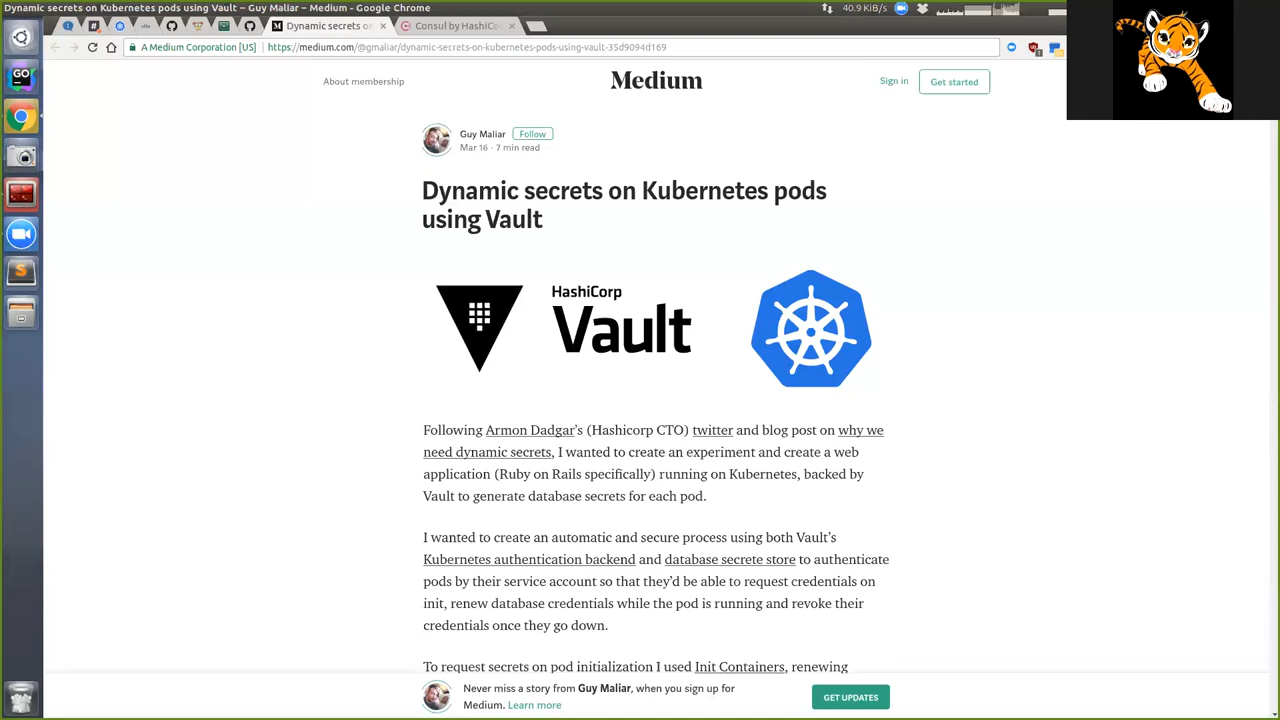 Dynamic secrets on Kubernetes pods using Vault – Guy Maliar – Medium - Google Chrome
40.9 KiB/s
Dynamic secrets on
Consul by HashiCo
A Medium Corporation [US]
https://medium.com/@gmaliar/dynamic-secrets-on-kubernetes-pods-using-vault-35d9094d169
About membership
Medium
Sign in
Get started
Guy Maliar
Follow
Mar 16 · 7 min read
Dynamic secrets on Kubernetes pods
using Vault
HashiCorp
Vault
Following Armon Dadgar's (Hashicorp CTO) twitter and blog post on why we
need dynamic secrets, I wanted to create an experiment and create a web
application (Ruby on Rails specifically) running on Kubernetes, backed by
Vault to generate database secrets for each pod.
I wanted to create an automatic and secure process using both Vault's
Kubernetes authentication backend and database secrete store to authenticate
pods by their service account so that they'd be able to request credentials on
init, renew database credentials while the pod is running and revoke their
credentials once they go down.
To request secrets on pod initialization I used Init Containers, renewing
Never miss a story from Guy Maliar, when you sign up for
Medium. Learn more
GET UPDATES